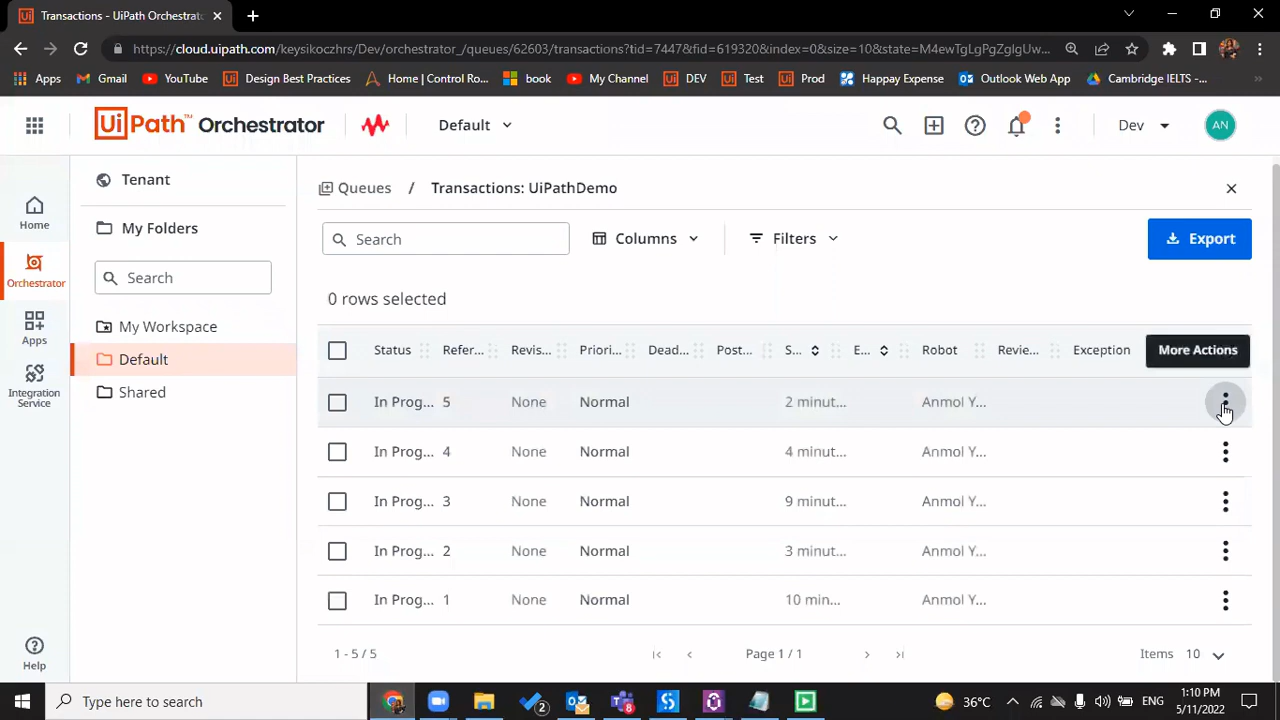 Transactions - UiPath Orchestrator
https://cloud.uipath.com/keysikoczhrs/Dev/orchestrator_/queues/62603/transactions?tid=7447&fid=619320&index=0&size=10&state=M4ewTgLgPgZglgUw...
Apps Gmail YouTube Design Best Practices Home | Control Ro... book My Channel DEV Test Prod Happay Expense Outlook Web App Cambridge IELTS -... »
UiPath™ Orchestrator Default Dev AN
Tenant
My Folders
Search
My Workspace
Default
Shared
Home
Orchestrator
Apps
Integration
Service
Help
Queues / Transactions: UiPathDemo
Search Columns Filters Export
0 rows selected
Status Refer... Revis... Priori... Dead... Post... S... E... Robot Revie... Exception More Actions
In Prog... 5 None Normal 2 minut... Anmol Y...
In Prog... 4 None Normal 4 minut... Anmol Y...
In Prog... 3 None Normal 9 minut... Anmol Y...
In Prog... 2 None Normal 3 minut... Anmol Y...
In Prog... 1 None Normal 10 min... Anmol Y...
1 - 5 / 5 Page 1 / 1 Items 10
Type here to search 2 8 36°C ENG 1:10 PM
5/11/2022